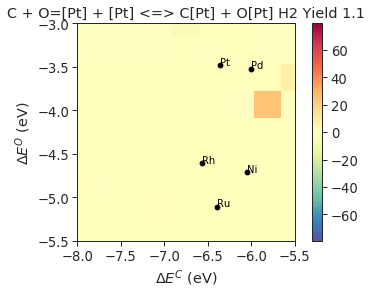 C + O=[Pt] + [Pt] <=> C[Pt] + O[Pt] H2 Yield 1.1
−3.0
−3.5
−4.0
−4.5
−5.0
−5.5
ΔE^O (eV)
Pt
Pd
Rh
Ni
Ru
−8.0 −7.5 −7.0 −6.5 −6.0 −5.5
ΔE^C (eV)
60
40
20
0
−20
−40
−60